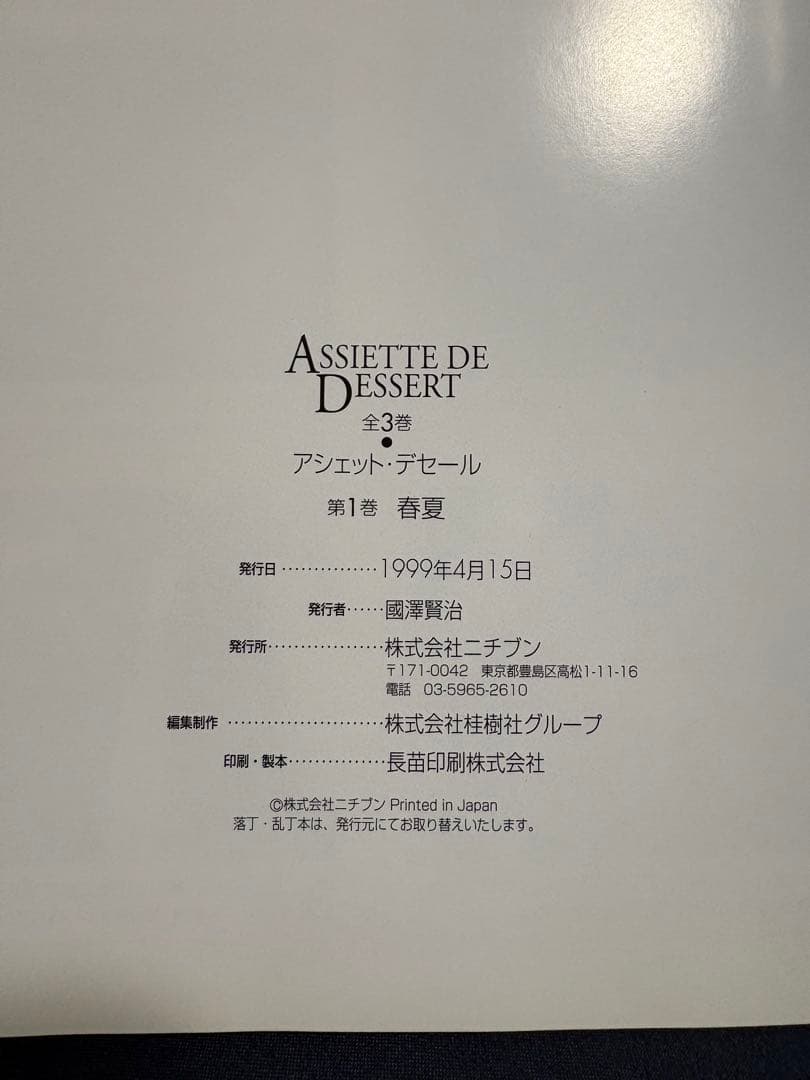 ASSIETTE DE
DESSERT
全3巻
●
アシェット・デセール
第1巻 春夏
発行日 ･･･････････････ 1999年4月15日
発行者 ･･････ 國澤賢治
発行所 ･･････････････････ 株式会社ニチブン
〒171-0042 東京都豊島区高松1-11-16
電話 03-5965-2610
編集制作 ････････････････････････ 株式会社桂樹社グループ
印刷・製本 ･･･････････････ 長苗印刷株式会社
©株式会社ニチブン Printed in Japan
落丁・乱丁本は、発行元にてお取り替えいたします。